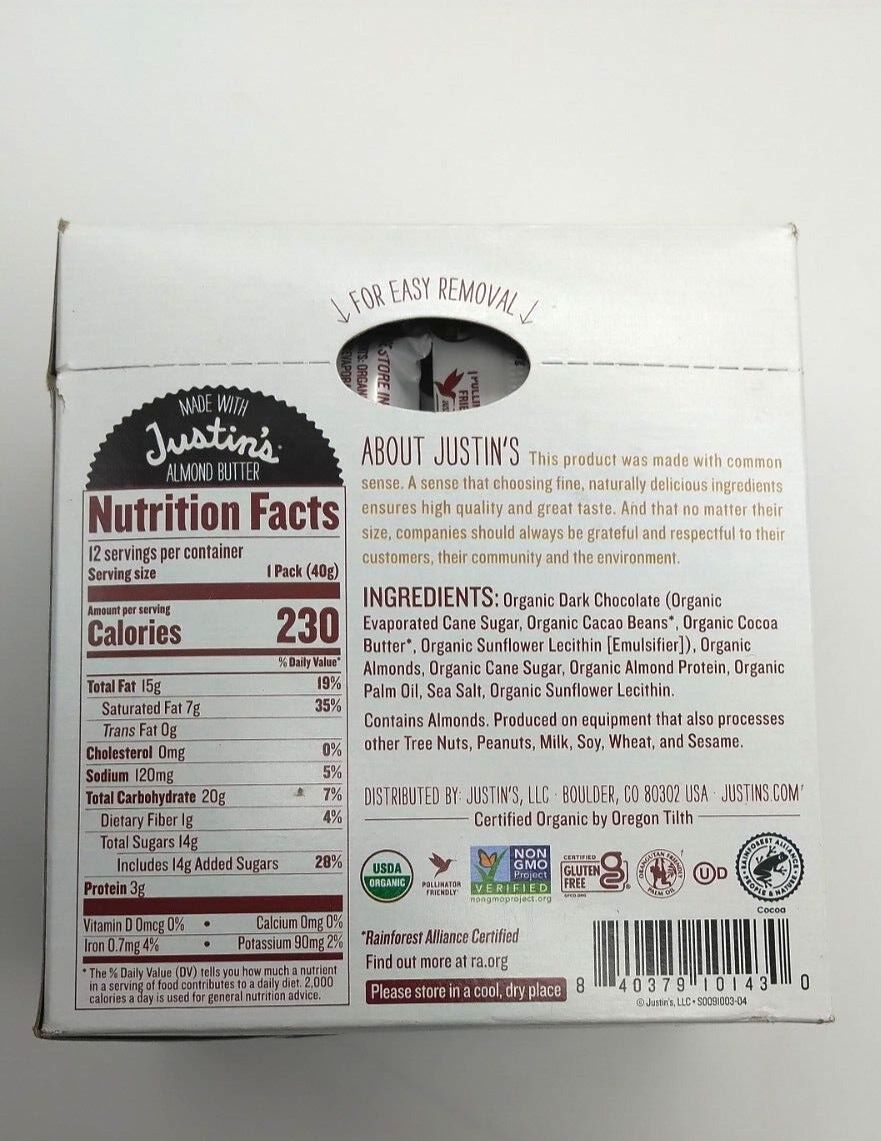 FOR EASY REMOVAL
STORE IN
MADE WITH
Justin's
ALMOND BUTTER
Nutrition Facts
12 servings per container
Serving size 1 Pack (40g)
Amount per serving
Calories 230
% Daily Value*
Total Fat 15g 19%
Saturated Fat 7g 35%
Trans Fat 0g
Cholesterol 0mg 0%
Sodium 120mg 5%
Total Carbohydrate 20g 7%
Dietary Fiber 1g 4%
Total Sugars 14g
Includes 14g Added Sugars 28%
Protein 3g
Vitamin D 0mcg 0% • Calcium 0mg 0%
Iron 0.7mg 4% • Potassium 90mg 2%
* The % Daily Value (DV) tells you how much a nutrient
in a serving of food contributes to a daily diet. 2,000
calories a day is used for general nutrition advice.
ABOUT JUSTIN'S This product was made with common
sense. A sense that choosing fine, naturally delicious ingredients
ensures high quality and great taste. And that no matter their
size, companies should always be grateful and respectful to their
customers, their community and the environment.
INGREDIENTS: Organic Dark Chocolate (Organic
Evaporated Cane Sugar, Organic Cacao Beans*, Organic Cocoa
Butter*, Organic Sunflower Lecithin [Emulsifier]), Organic
Almonds, Organic Cane Sugar, Organic Almond Protein, Organic
Palm Oil, Sea Salt, Organic Sunflower Lecithin.
Contains Almonds. Produced on equipment that also processes
other Tree Nuts, Peanuts, Milk, Soy, Wheat, and Sesame.
DISTRIBUTED BY: JUSTIN'S, LLC · BOULDER, CO 80302 USA · JUSTINS.COM
Certified Organic by Oregon Tilth
USDA
ORGANIC
POLLINATOR
FRIENDLY
NON
GMO
Project
VERIFIED
nongmoproject.org
CERTIFIED
GLUTEN
FREE
GFCO.ORG
ORANGUTAN FRIENDLY
PALM OIL
U D
RAINFOREST ALLIANCE
PEOPLE & NATURE
Cocoa
*Rainforest Alliance Certified
Find out more at ra.org
Please store in a cool, dry place
8 40379 10143 0
© Justin's, LLC • S0091003-04